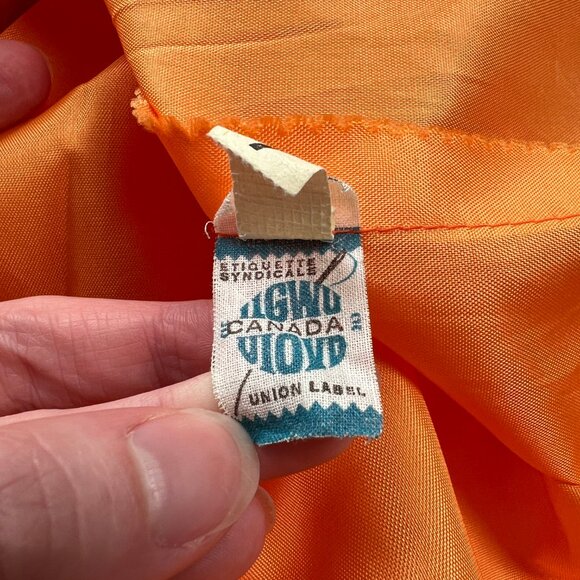 ETIQUETTE
SYNDICALE
ILGWU
CANADA
UIOVD
UNION LABEL